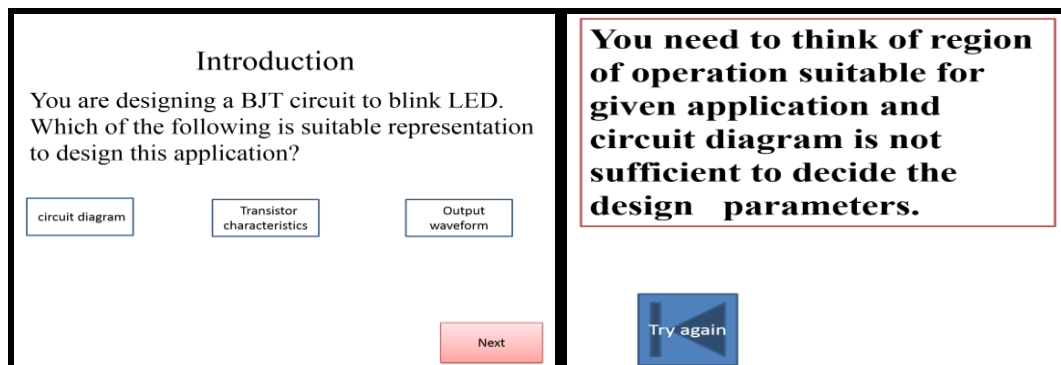 Introduction
You are designing a BJT circuit to blink LED.
Which of the following is suitable representation
to design this application?
circuit diagram
Transistor
characteristics
Output
waveform
Next
You need to think of region
of operation suitable for
given application and
circuit diagram is not
sufficient to decide the
design parameters.
Try again